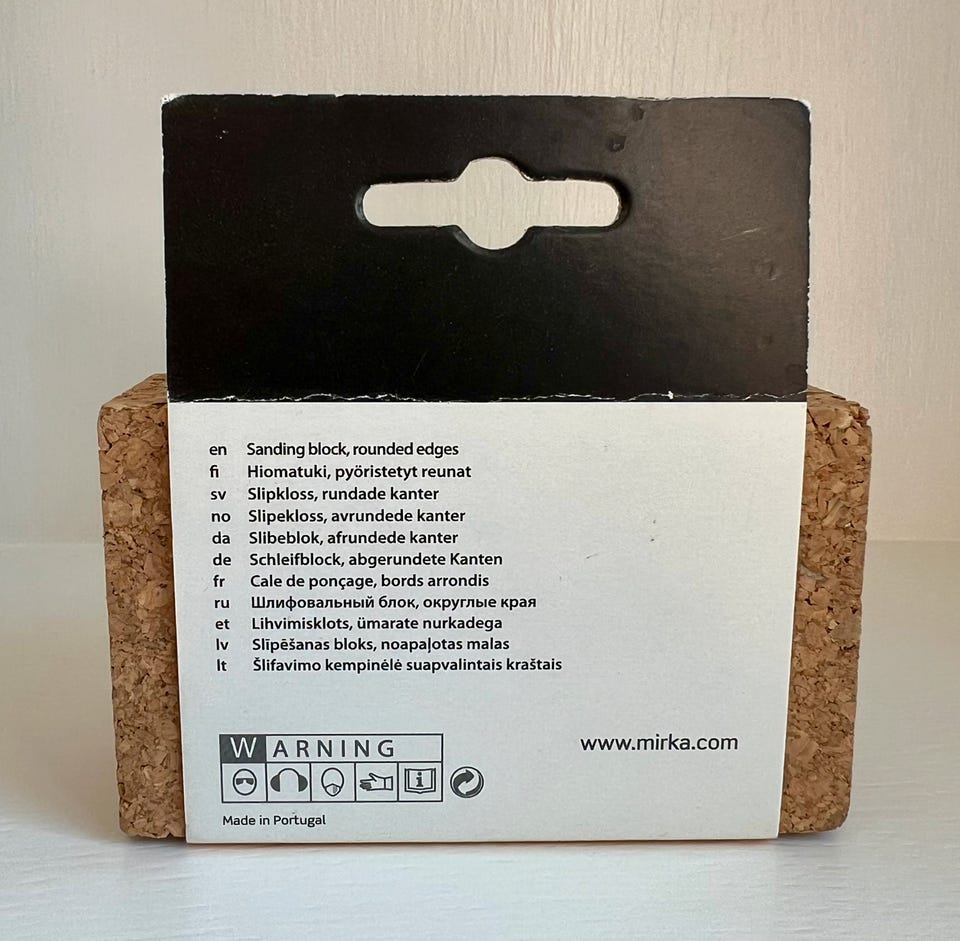 en Sanding block, rounded edges
fi Hiomatuki, pyöristetyt reunat
sv Slipkloss, rundade kanter
no Slipekloss, avrundede kanter
da Slibeblok, afrundede kanter
de Schleifblock, abgerundete Kanten
fr Cale de ponçage, bords arrondis
ru Шлифовальный блок, округлые края
et Lihvimisklots, ümarate nurkadega
lv Slīpēšanas bloks, noapaļotas malas
lt Šlifavimo kempinėlė suapvalintais kraštais
WARNING
www.mirka.com
Made in Portugal